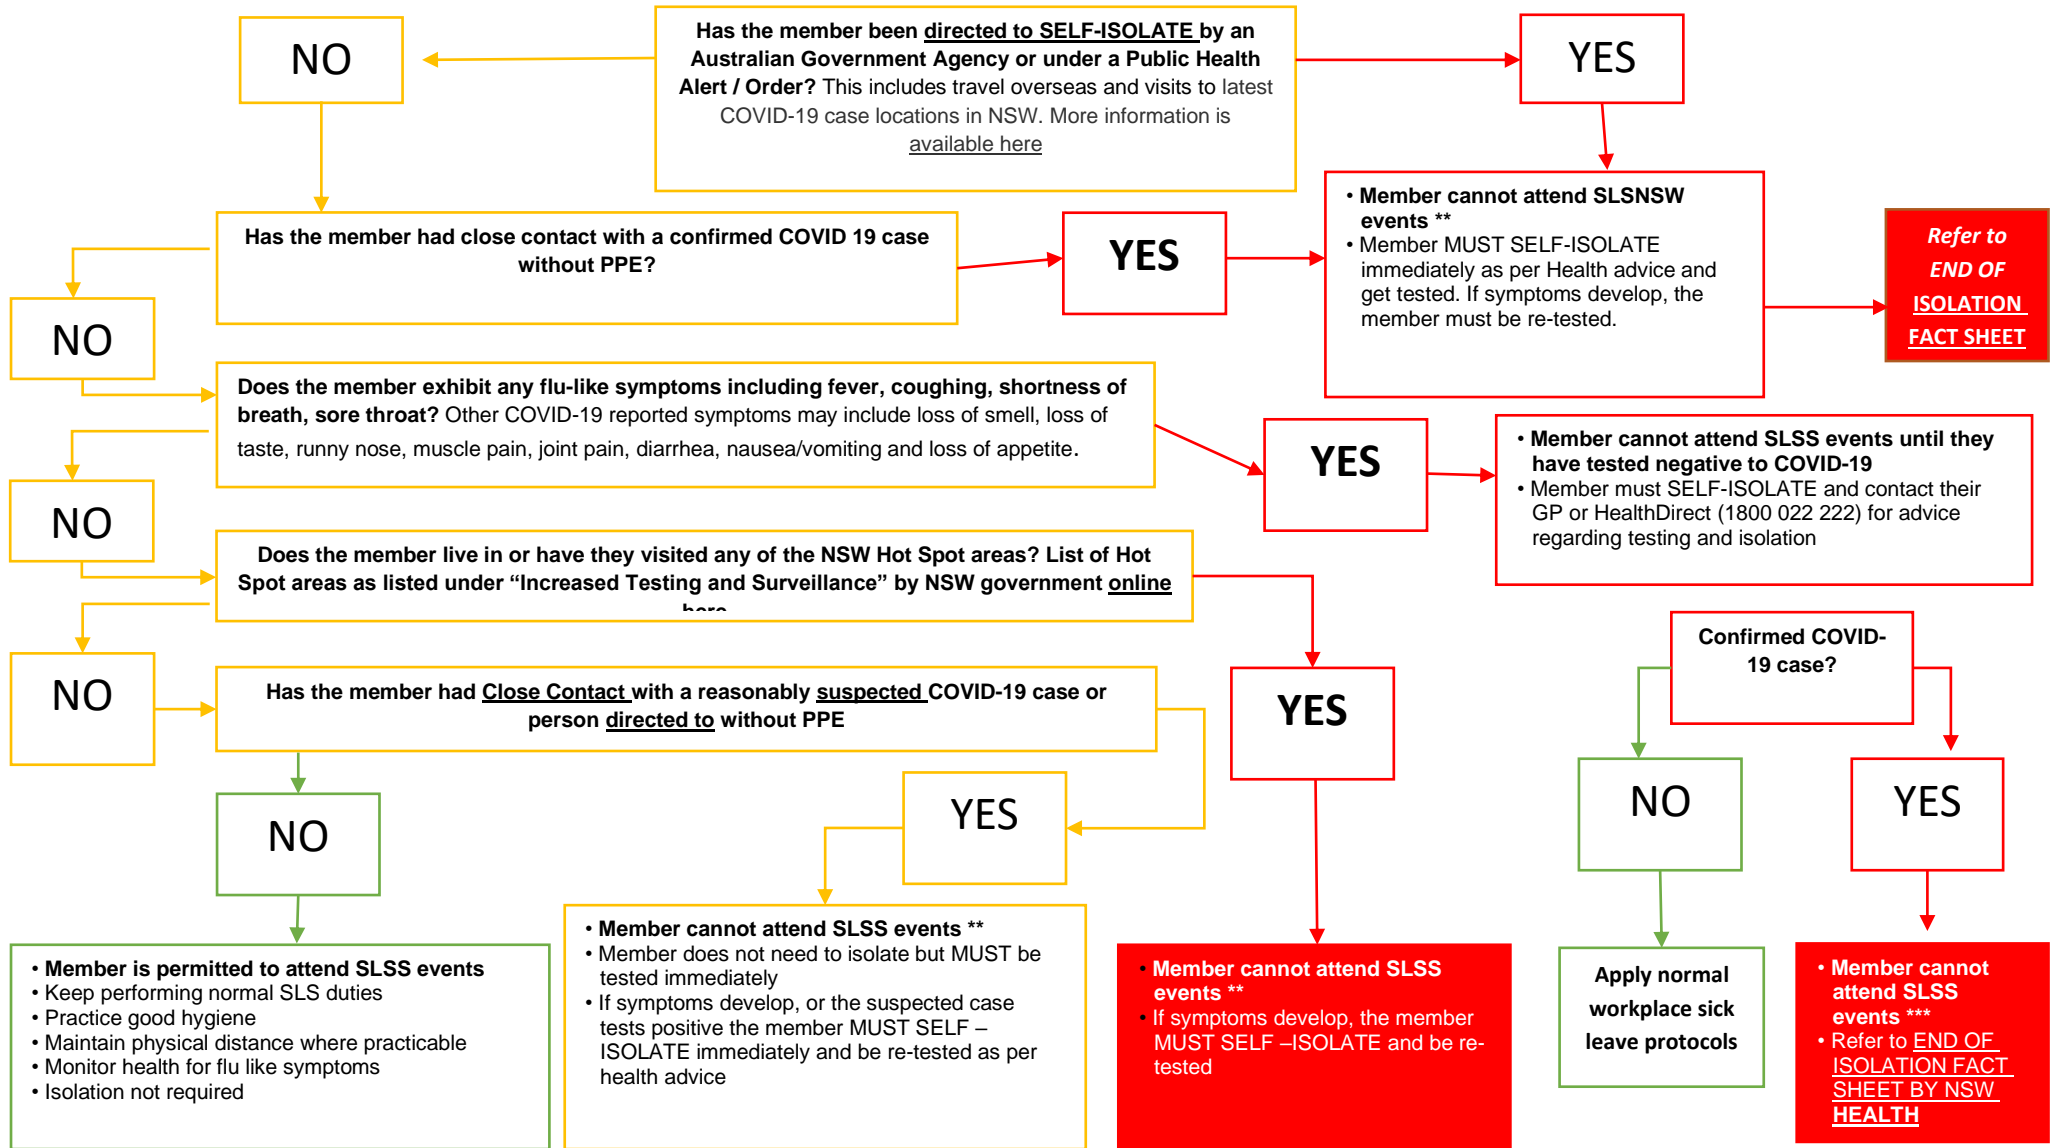 Has the member been directed to SELF-ISOLATE by an
Australian Government Agency or under a Public Health
Alert / Order? This includes travel overseas and visits to latest
COVID-19 case locations in NSW. More information is
available here
NO
YES
Has the member had close contact with a confirmed COVID 19 case
without PPE?
YES
• Member cannot attend SLSNSW
events **
• Member MUST SELF-ISOLATE
immediately as per Health advice and
get tested. If symptoms develop, the
member must be re-tested.
Refer to
END OF
ISOLATION
FACT SHEET
NO
Does the member exhibit any flu-like symptoms including fever, coughing, shortness of
breath, sore throat? Other COVID-19 reported symptoms may include loss of smell, loss of
taste, runny nose, muscle pain, joint pain, diarrhea, nausea/vomiting and loss of appetite.
YES
• Member cannot attend SLSS events until they
have tested negative to COVID-19
• Member must SELF-ISOLATE and contact their
GP or HealthDirect (1800 022 222) for advice
regarding testing and isolation
NO
Does the member live in or have they visited any of the NSW Hot Spot areas? List of Hot
Spot areas as listed under “Increased Testing and Surveillance” by NSW government online
here
YES
Confirmed COVID-
19 case?
NO
Has the member had Close Contact with a reasonably suspected COVID-19 case or
person directed to without PPE
NO
YES
NO
YES
• Member is permitted to attend SLSS events
• Keep performing normal SLS duties
• Practice good hygiene
• Maintain physical distance where practicable
• Monitor health for flu like symptoms
• Isolation not required
• Member cannot attend SLSS events **
• Member does not need to isolate but MUST be
tested immediately
• If symptoms develop, or the suspected case
tests positive the member MUST SELF –
ISOLATE immediately and be re-tested as per
health advice
• Member cannot attend SLSS
events **
• If symptoms develop, the member
MUST SELF –ISOLATE and be re-
tested
Apply normal
workplace sick
leave protocols
• Member cannot
attend SLSS
events ***
• Refer to END OF
ISOLATION FACT
SHEET BY NSW
HEALTH